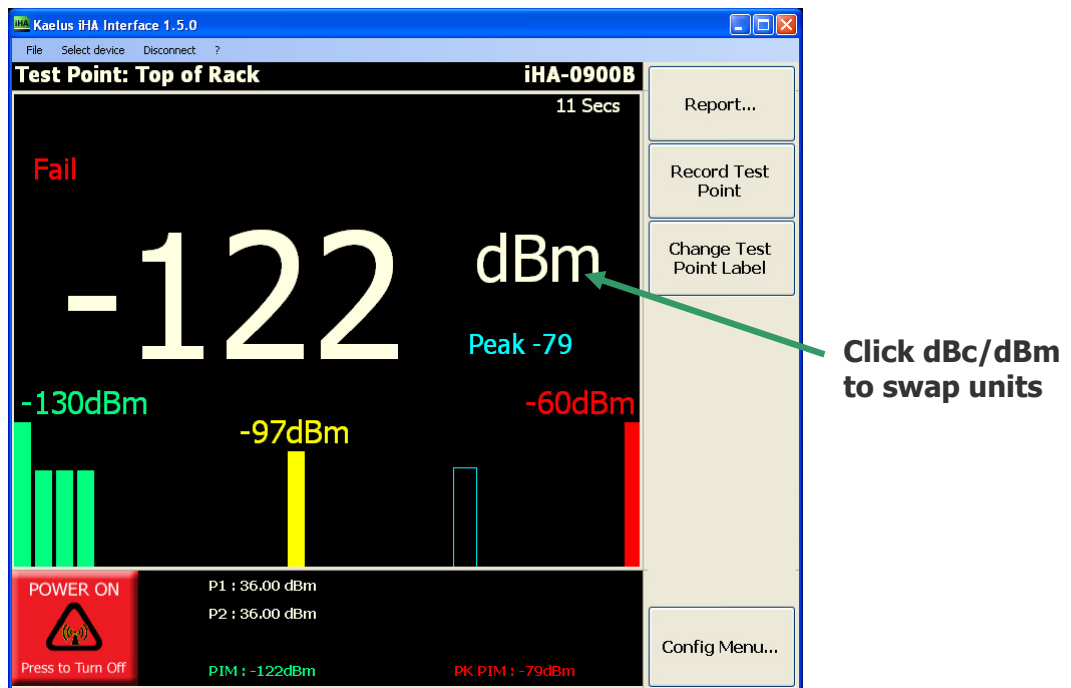 iHA Kaelus iHA Interface 1.5.0
File Select device Disconnect ?
Test Point: Top of Rack iHA-0900B
11 Secs
Fail
-122 dBm
Peak -79
-130dBm
-97dBm
-60dBm
POWER ON
Press to Turn Off
P1 : 36.00 dBm
P2 : 36.00 dBm
PIM : -122dBm
PK PIM : -79dBm
Report...
Record Test
Point
Change Test
Point Label
Config Menu...
Click dBc/dBm
to swap units